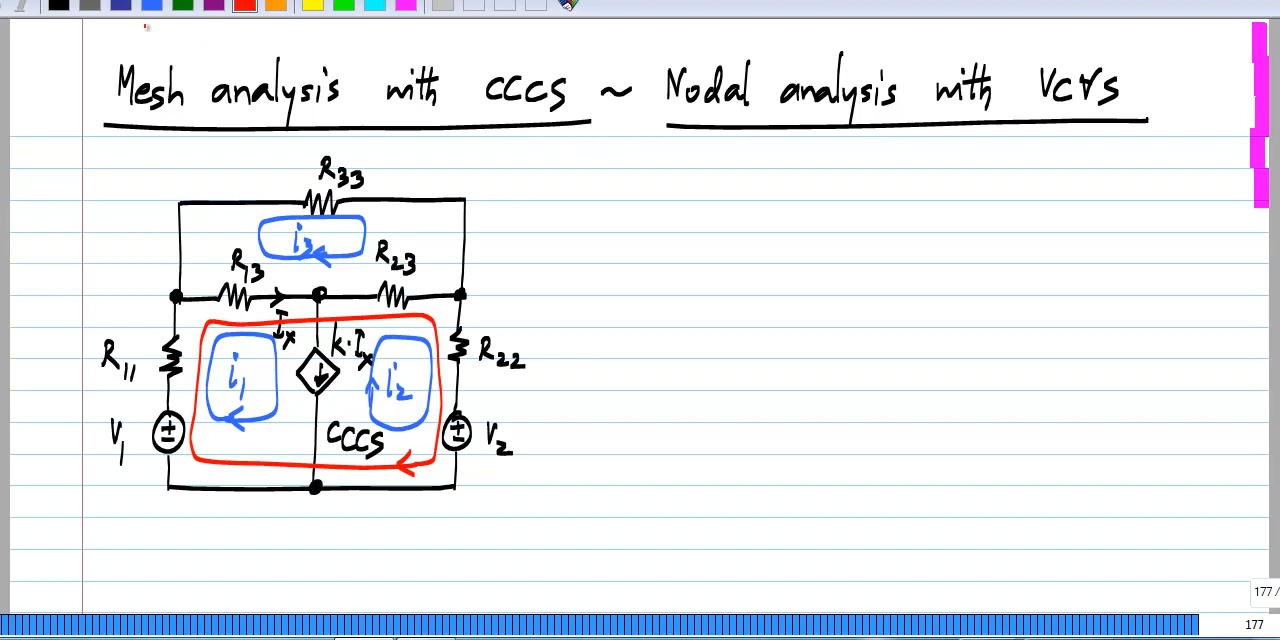 Mesh analysis with CCCS ~ Nodal analysis with VCVS
R33
i3
R13
R23
Ix
k·Ix
R11
i1
i2
R22
V1
CCCS
V2
177/
177